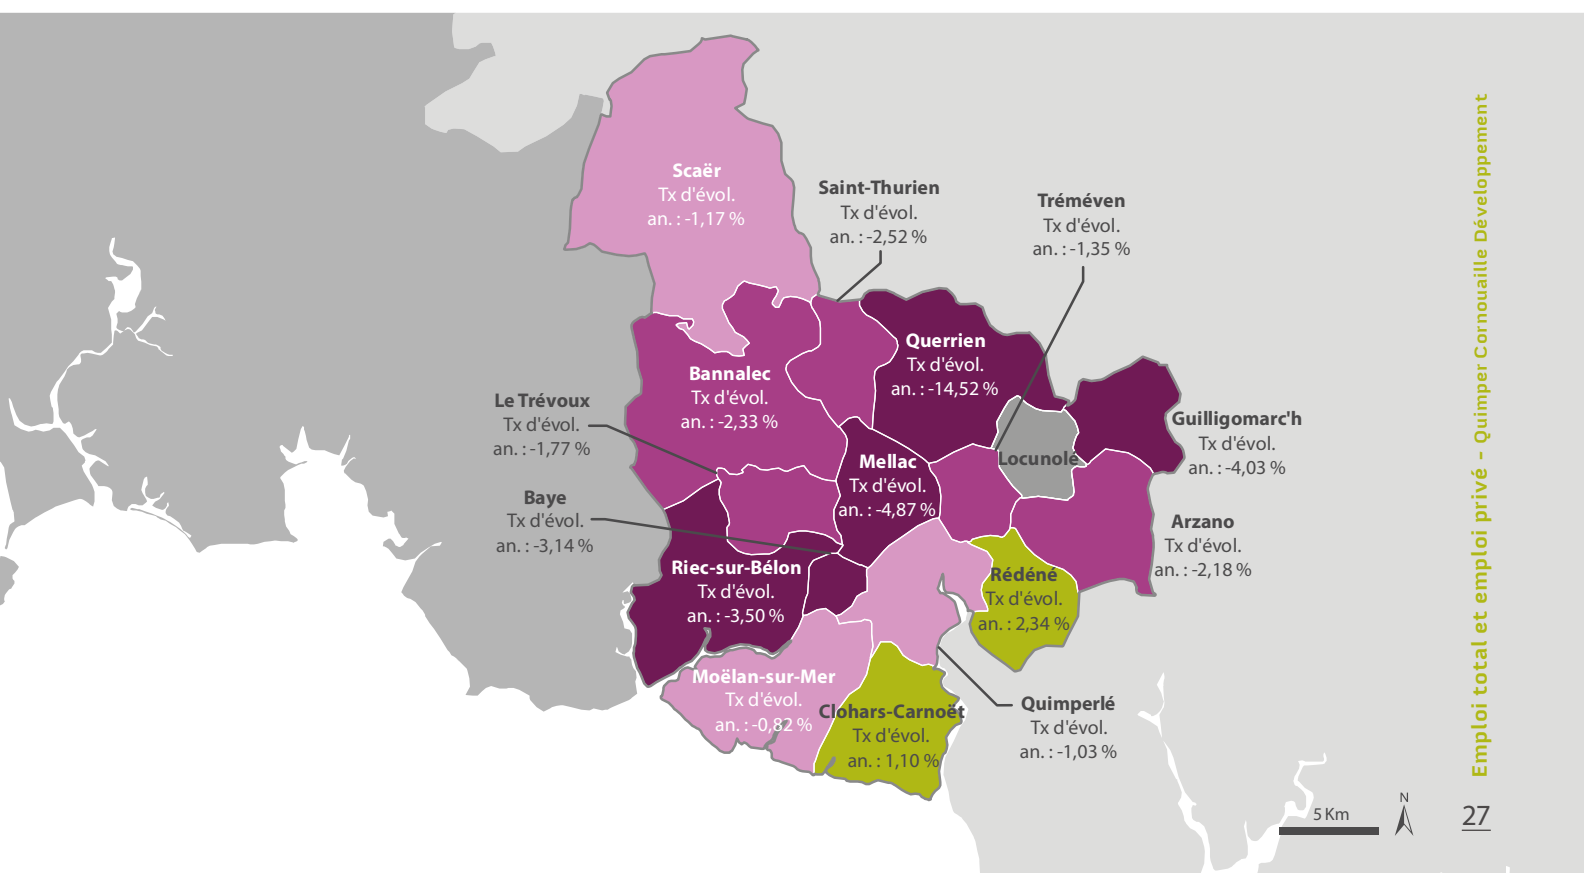 Scaër
Tx d'évol.
an. : -1,17 %
Saint-Thurien
Tx d'évol.
an. : -2,52 %
Tréméven
Tx d'évol.
an. : -1,35 %
Querrien
Tx d'évol.
an. : -14,52 %
Bannalec
Tx d'évol.
an. : -2,33 %
Le Trévoux
Tx d'évol.
an. : -1,77 %
Guilligomarc'h
Tx d'évol.
an. : -4,03 %
Locunolé
Mellac
Tx d'évol.
an. : -4,87 %
Baye
Tx d'évol.
an. : -3,14 %
Arzano
Tx d'évol.
an. : -2,18 %
Riec-sur-Bélon
Tx d'évol.
an. : -3,50 %
Rédéné
Tx d'évol.
an. : 2,34 %
Moëlan-sur-Mer
Tx d'évol.
an. : -0,82 %
Clohars-Carnoët
Tx d'évol.
an. : 1,10 %
Quimperlé
Tx d'évol.
an. : -1,03 %
5 Km
N
Emploi total et emploi privé - Quimper Cornouaille Développement
27